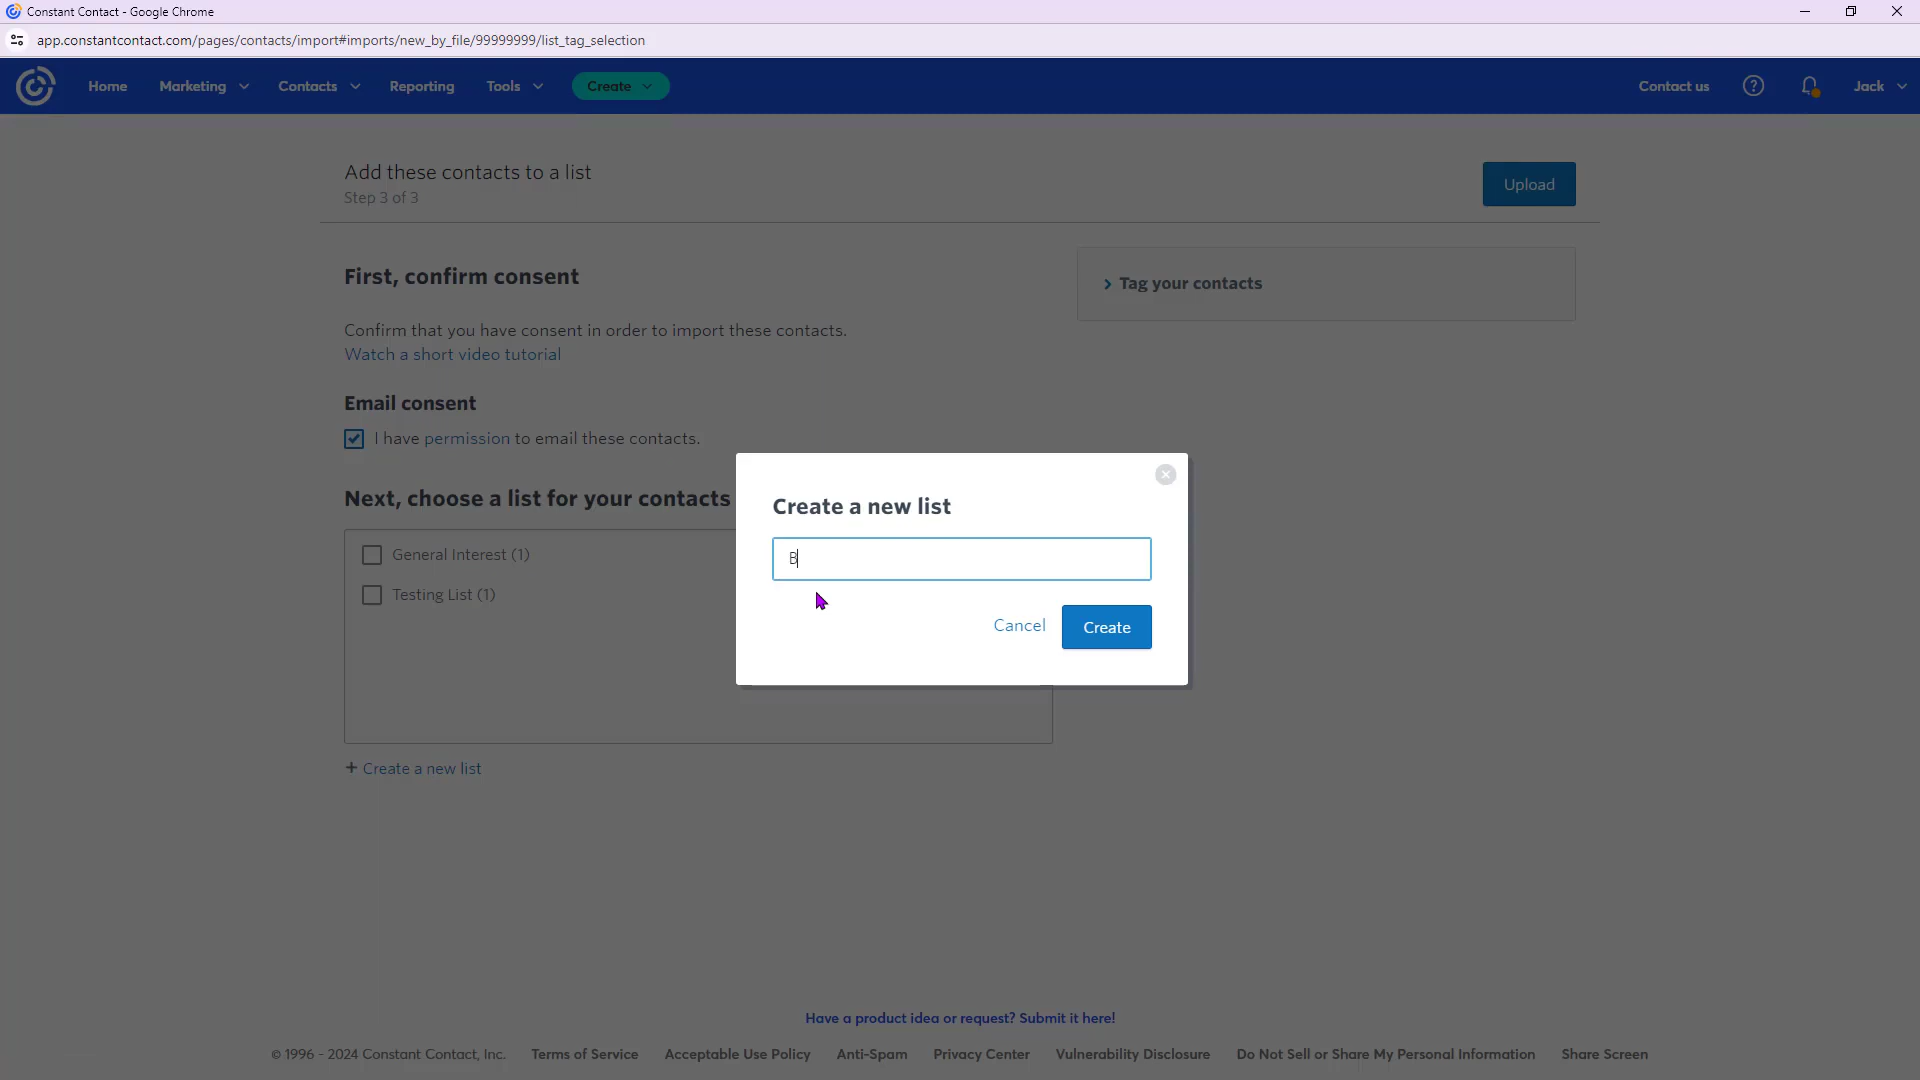 Constant Contact - Google Chrome
app.constantcontact.com/pages/contacts/import#imports/new_by_file/99999999/list_tag_selection
Home Marketing Contacts Reporting Tools Create Contact us ? Jack
Add these contacts to a list
Step 3 of 3
Upload
First, confirm consent
Tag your contacts
Confirm that you have consent in order to import these contacts.
Watch a short video tutorial
Email consent
I have permission to email these contacts.
Next, choose a list for your contacts
General Interest (1)
Testing List (1)
Create a new list
B
Cancel Create
+ Create a new list
Have a product idea or request? Submit it here!
© 1996 - 2024 Constant Contact, Inc. Terms of Service Acceptable Use Policy Anti-Spam Privacy Center Vulnerability Disclosure Do Not Sell or Share My Personal Information Share Screen